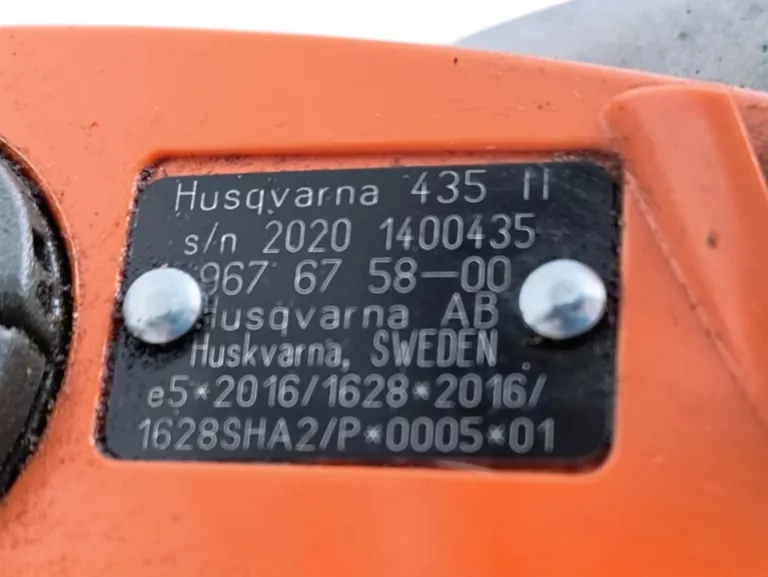 Husqvarna 435 II
s/n 2020 1400435
967 67 58-00
Husqvarna AB
Huskvarna, SWEDEN
e5*2016/1628*2016/
1628SHA2/P*0005*01